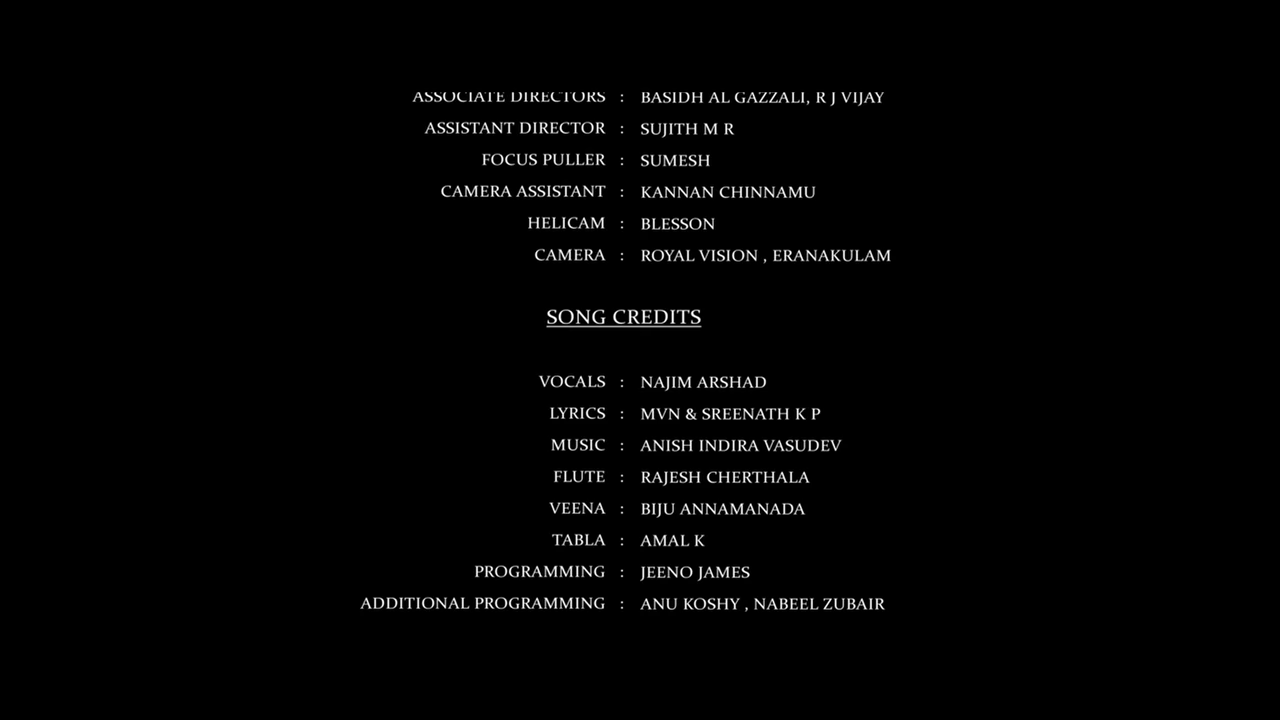 ASSOCIATE DIRECTORS : BASIDH AL GAZZALI, R J VIJAY
ASSISTANT DIRECTOR : SUJITH M R
FOCUS PULLER : SUMESH
CAMERA ASSISTANT : KANNAN CHINNAMU
HELICAM : BLESSON
CAMERA : ROYAL VISION , ERANAKULAM
SONG CREDITS
VOCALS : NAJIM ARSHAD
LYRICS : MVN & SREENATH K P
MUSIC : ANISH INDIRA VASUDEV
FLUTE : RAJESH CHERTHALA
VEENA : BIJU ANNAMANADA
TABLA : AMAL K
PROGRAMMING : JEENO JAMES
ADDITIONAL PROGRAMMING : ANU KOSHY , NABEEL ZUBAIR